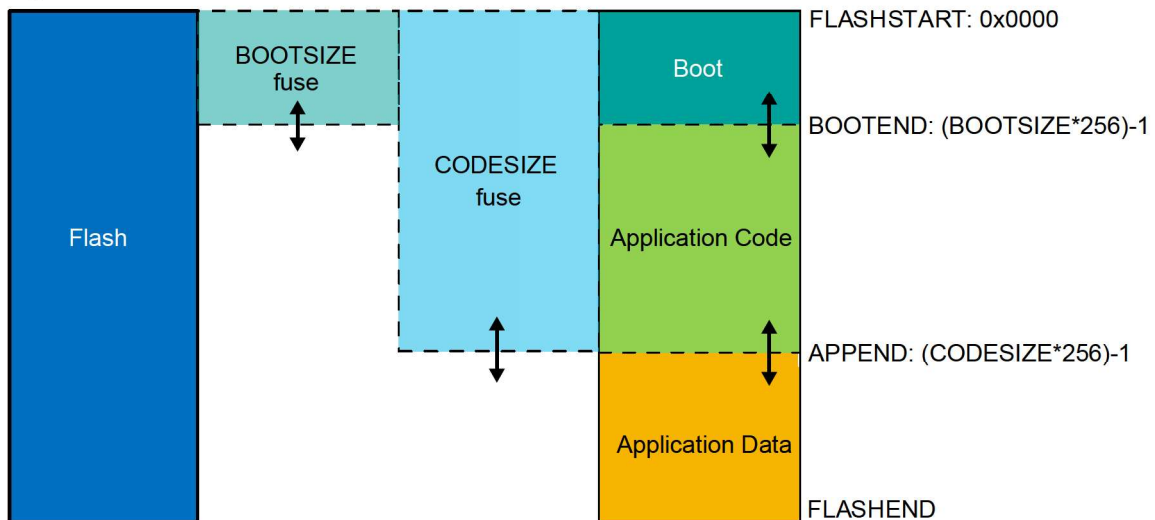 FLASHSTART: 0x0000
BOOTSIZE
fuse
Boot
BOOTEND: (BOOTSIZE*256)-1
CODESIZE
fuse
Flash
Application Code
APPEND: (CODESIZE*256)-1
Application Data
FLASHEND